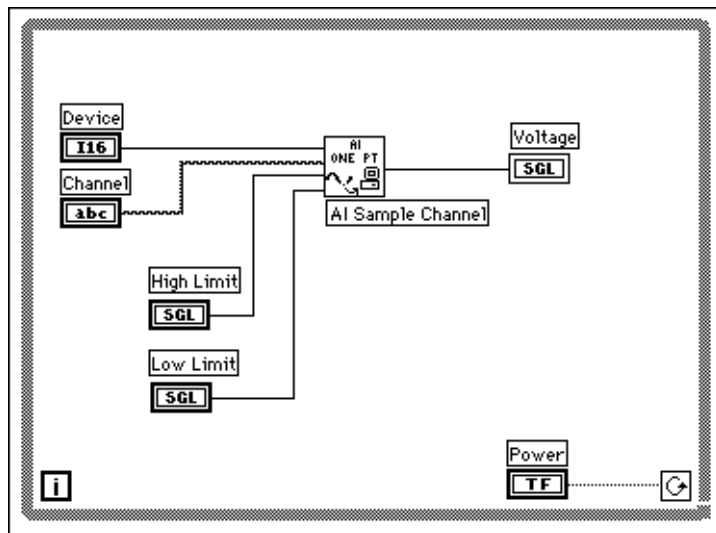 Device
I16
Channel
abc
AI
ONE PT
AI Sample Channel
Voltage
SGL
High Limit
SGL
Low Limit
SGL
Power
TF
i